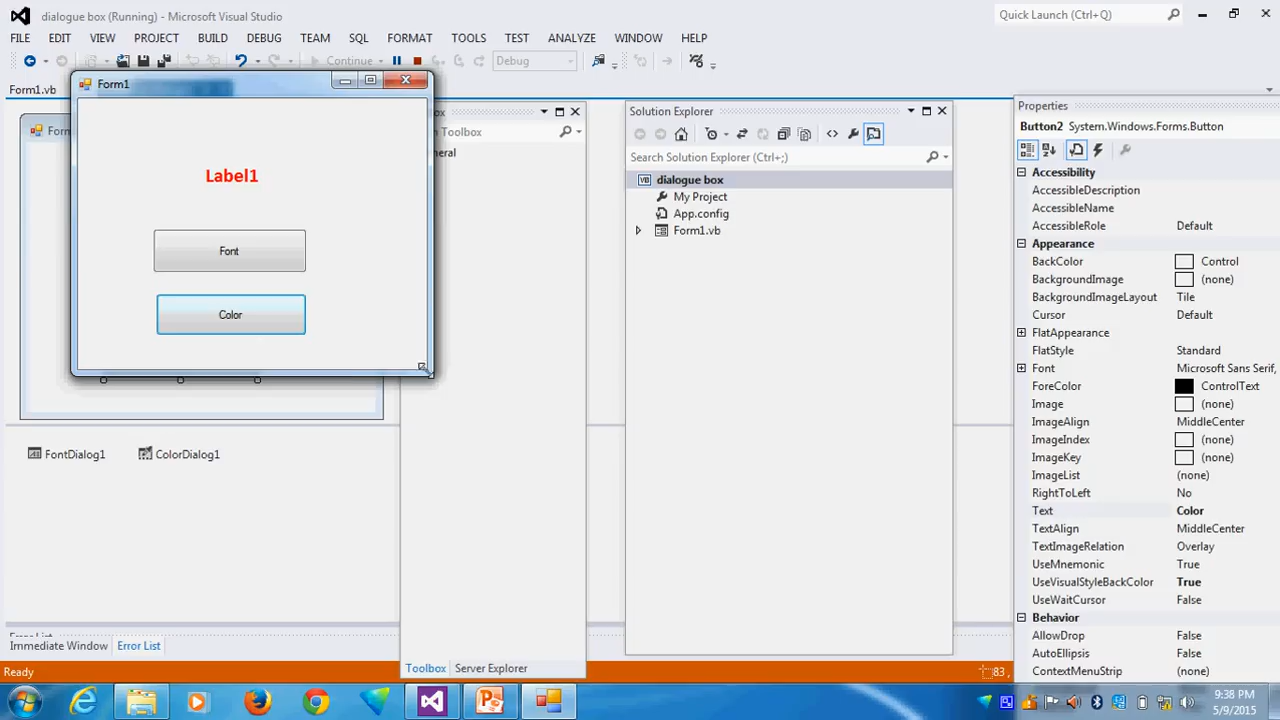 dialogue box (Running) - Microsoft Visual Studio
Quick Launch (Ctrl+Q)
FILE EDIT VIEW PROJECT BUILD DEBUG TEAM SQL FORMAT TOOLS TEST ANALYZE WINDOW HELP
Continue Debug
Form1.vb
Form1
Label1
Font
Color
Form
ox
h Toolbox
neral
FontDialog1 ColorDialog1
Immediate Window Error List
Toolbox Server Explorer
Solution Explorer
Search Solution Explorer (Ctrl+;)
dialogue box
My Project
App.config
Form1.vb
Properties
Button2 System.Windows.Forms.Button
Accessibility
AccessibleDescription
AccessibleName
AccessibleRole Default
Appearance
BackColor Control
BackgroundImage (none)
BackgroundImageLayout Tile
Cursor Default
FlatAppearance
FlatStyle Standard
Font Microsoft Sans Serif,
ForeColor ControlText
Image (none)
ImageAlign MiddleCenter
ImageIndex (none)
ImageKey (none)
ImageList (none)
RightToLeft No
Text Color
TextAlign MiddleCenter
TextImageRelation Overlay
UseMnemonic True
UseVisualStyleBackColor True
UseWaitCursor False
Behavior
AllowDrop False
AutoEllipsis False
ContextMenuStrip (none)
Ready
83,
9:38 PM
5/9/2015